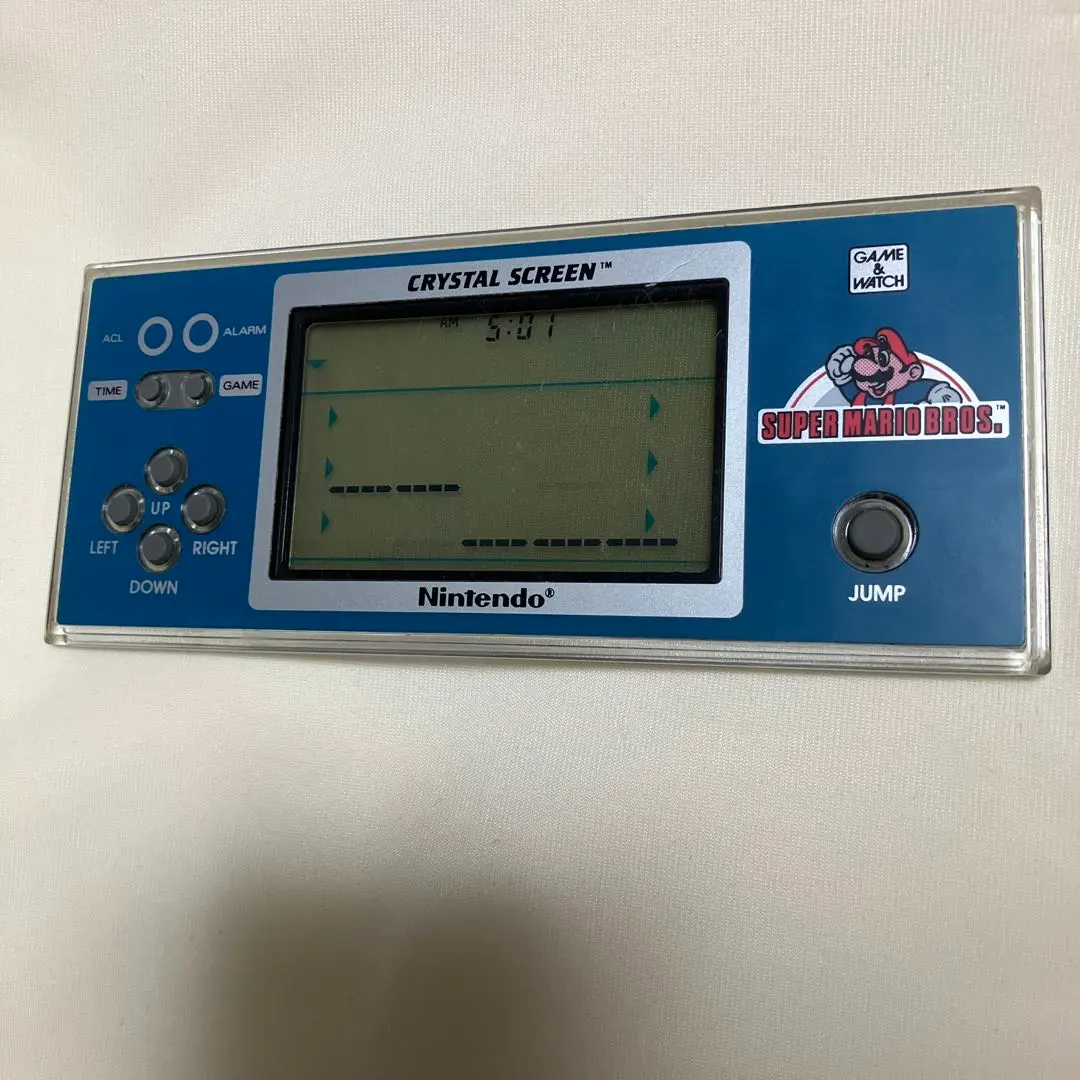 CRYSTAL SCREEN™
GAME
&
WATCH
ACL
ALARM
TIME
GAME
AM 5:01
SUPER MARIO BROS.™
UP
LEFT
RIGHT
DOWN
JUMP
Nintendo®